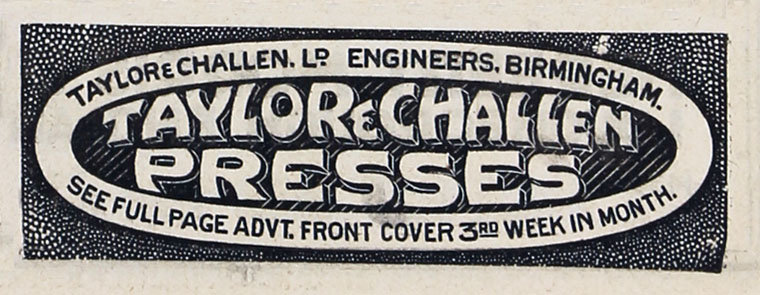 TAYLOR & CHALLEN. LD ENGINEERS. BIRMINGHAM.
TAYLOR & CHALLEN
PRESSES
SEE FULL PAGE ADVT. FRONT COVER 3RD WEEK IN MONTH.